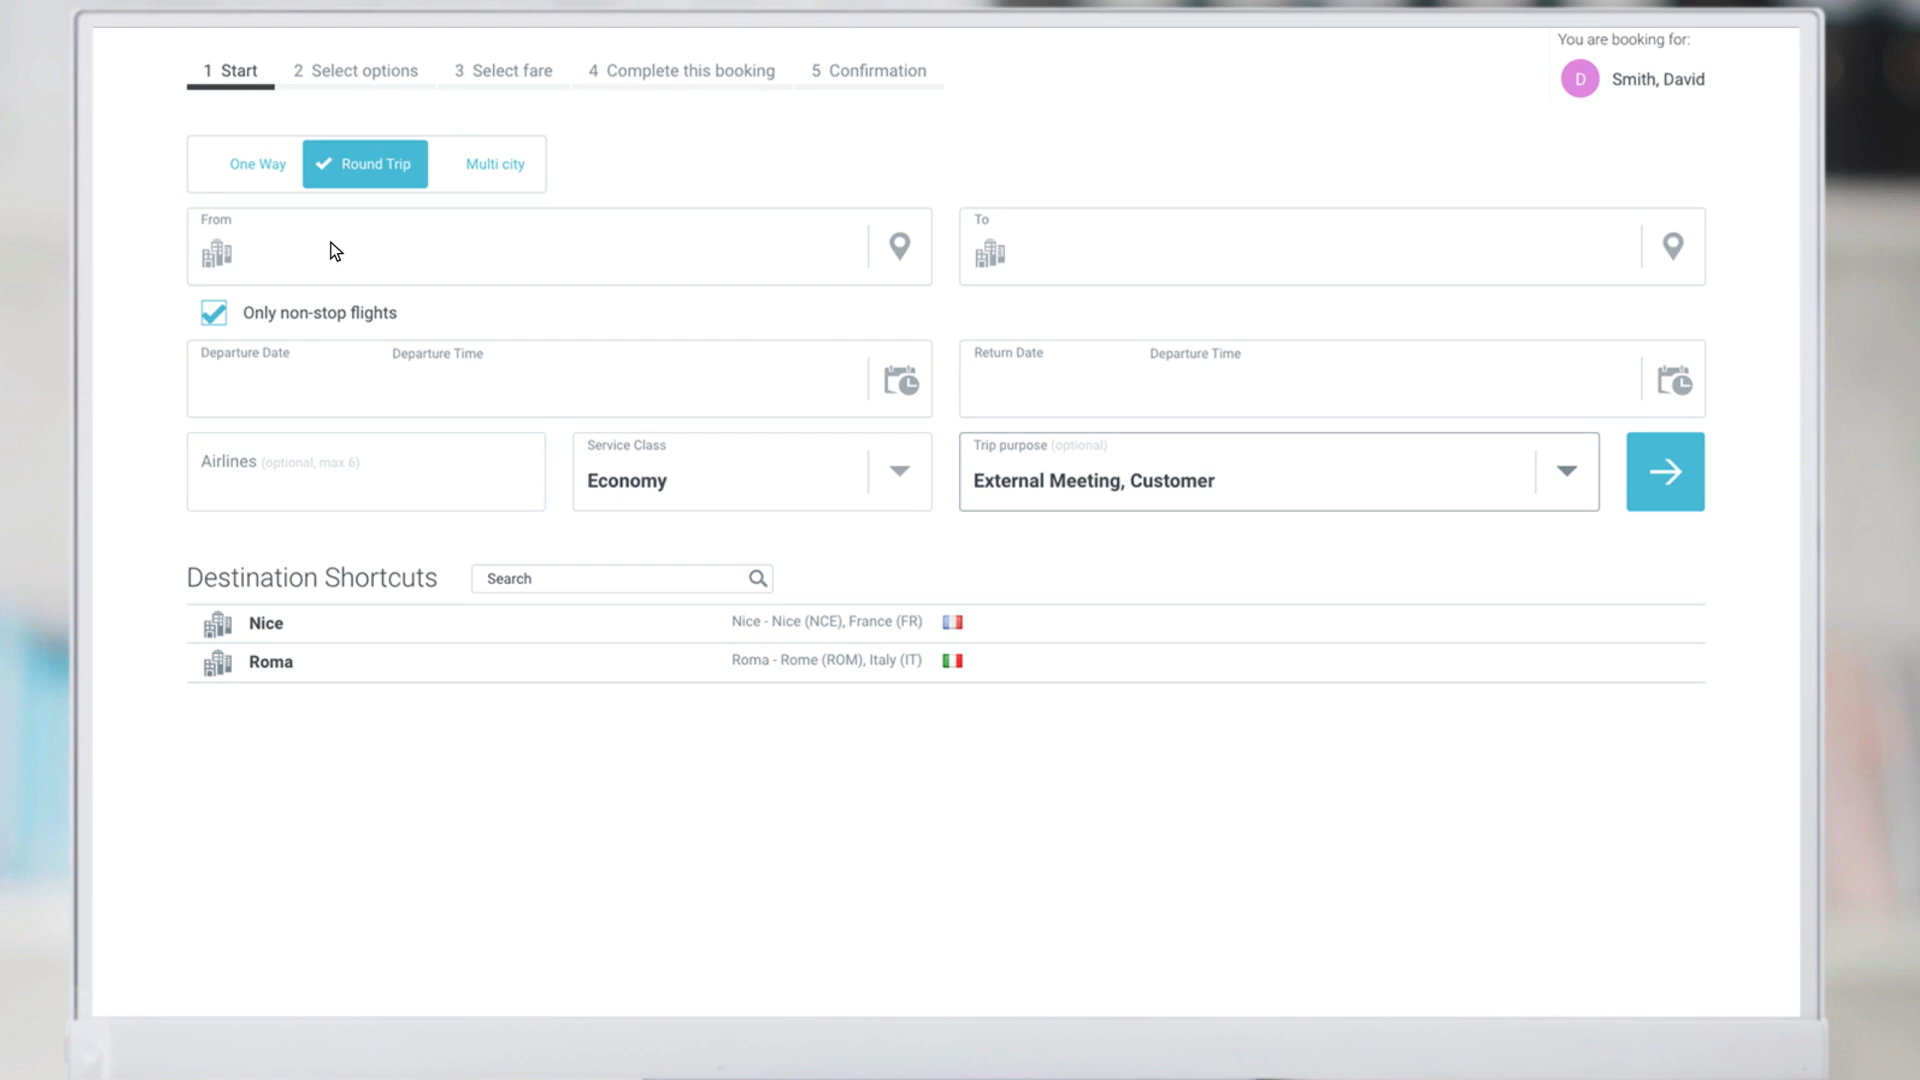 You are booking for:
1 Start 2 Select options 3 Select fare 4 Complete this booking 5 Confirmation
D Smith, David
One Way Round Trip Multi city
From To
Only non-stop flights
Departure Date Departure Time Return Date Departure Time
Airlines (optional, max 6) Service Class Trip purpose (optional)
Economy External Meeting, Customer
Destination Shortcuts Search
Nice Nice - Nice (NCE), France (FR)
Roma Roma - Rome (ROM), Italy (IT)